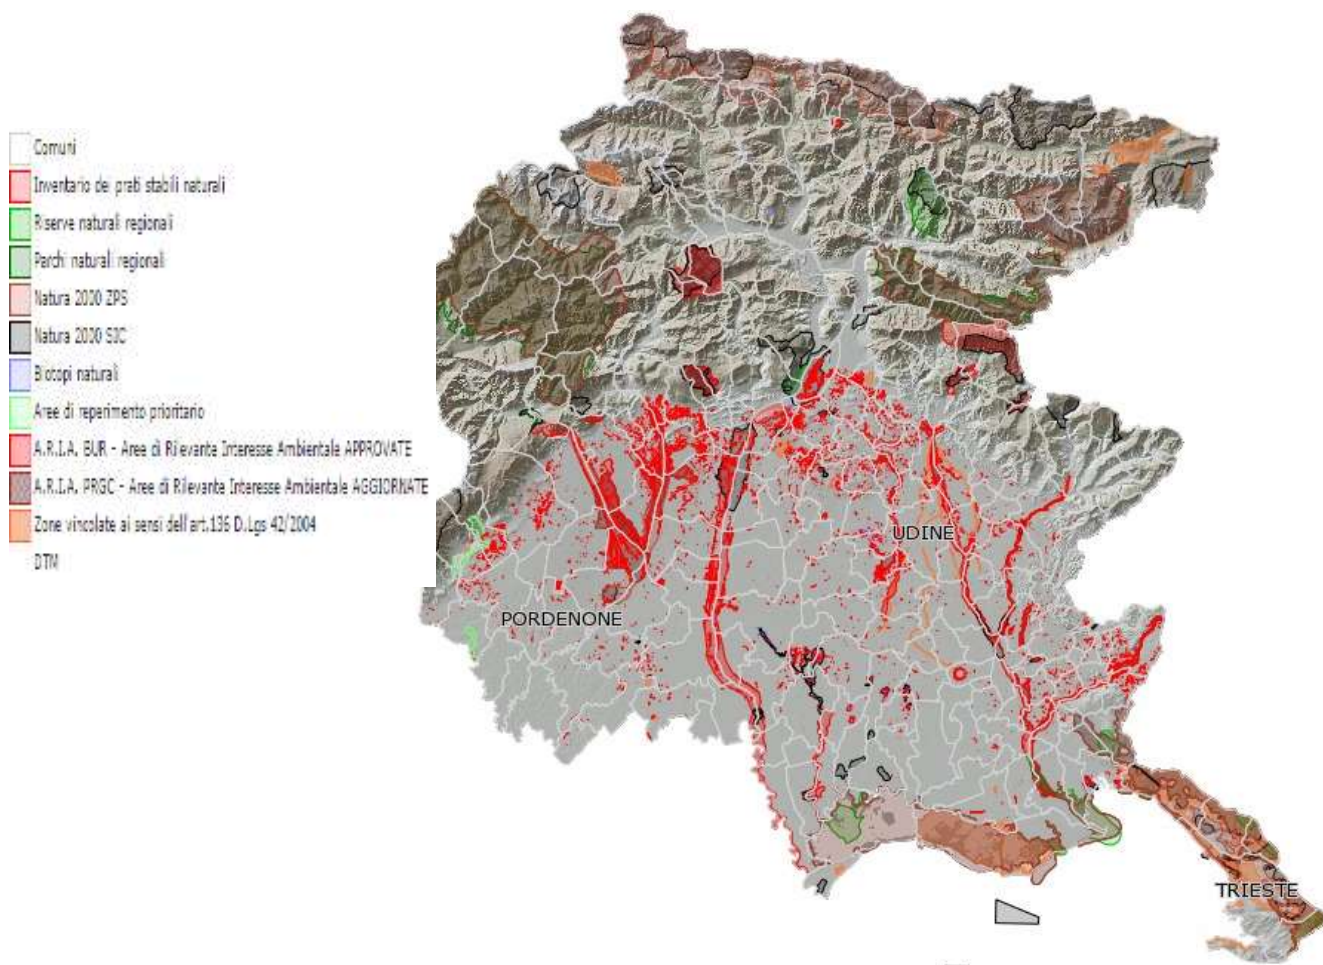 Comuni
Inventario dei prati stabili naturali
Riserve naturali regionali
Parchi naturali regionali
Natura 2000 ZPS
Natura 2000 SIC
Biotopi naturali
Aree di reperimento prioritario
A.R.I.A. BUR - Aree di Rilevante Interesse Ambientale APPROVATE
A.R.I.A. PRGC - Aree di Rilevante Interesse Ambientale AGGIORNATE
Zone vincolate ai sensi dell'art.136 D.Lgs 42/2004
DTM
UDINE
PORDENONE
TRIESTE